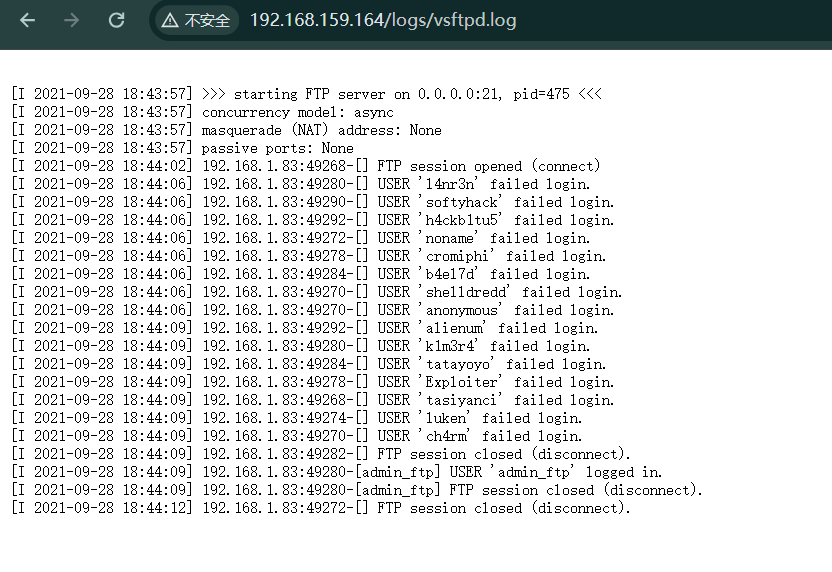 不安全 192.168.159.164/logs/vsftpd.log
[I 2021-09-28 18:43:57] >>> starting FTP server on 0.0.0.0:21, pid=475 <<<
[I 2021-09-28 18:43:57] concurrency model: async
[I 2021-09-28 18:43:57] masquerade (NAT) address: None
[I 2021-09-28 18:43:57] passive ports: None
[I 2021-09-28 18:44:02] 192.168.1.83:49268-[] FTP session opened (connect)
[I 2021-09-28 18:44:06] 192.168.1.83:49280-[] USER 'l4nr3n' failed login.
[I 2021-09-28 18:44:06] 192.168.1.83:49290-[] USER 'softyhack' failed login.
[I 2021-09-28 18:44:06] 192.168.1.83:49292-[] USER 'h4ckb1tu5' failed login.
[I 2021-09-28 18:44:06] 192.168.1.83:49272-[] USER 'noname' failed login.
[I 2021-09-28 18:44:06] 192.168.1.83:49278-[] USER 'cromiphi' failed login.
[I 2021-09-28 18:44:06] 192.168.1.83:49284-[] USER 'b4el7d' failed login.
[I 2021-09-28 18:44:06] 192.168.1.83:49270-[] USER 'shelldredd' failed login.
[I 2021-09-28 18:44:06] 192.168.1.83:49270-[] USER 'anonymous' failed login.
[I 2021-09-28 18:44:09] 192.168.1.83:49292-[] USER 'alienum' failed login.
[I 2021-09-28 18:44:09] 192.168.1.83:49280-[] USER 'k1m3r4' failed login.
[I 2021-09-28 18:44:09] 192.168.1.83:49284-[] USER 'tatayoyo' failed login.
[I 2021-09-28 18:44:09] 192.168.1.83:49278-[] USER 'Exploiter' failed login.
[I 2021-09-28 18:44:09] 192.168.1.83:49268-[] USER 'tasiyanci' failed login.
[I 2021-09-28 18:44:09] 192.168.1.83:49274-[] USER 'luken' failed login.
[I 2021-09-28 18:44:09] 192.168.1.83:49270-[] USER 'ch4rm' failed login.
[I 2021-09-28 18:44:09] 192.168.1.83:49282-[] FTP session closed (disconnect).
[I 2021-09-28 18:44:09] 192.168.1.83:49280-[admin_ftp] USER 'admin_ftp' logged in.
[I 2021-09-28 18:44:09] 192.168.1.83:49280-[admin_ftp] FTP session closed (disconnect).
[I 2021-09-28 18:44:12] 192.168.1.83:49272-[] FTP session closed (disconnect).